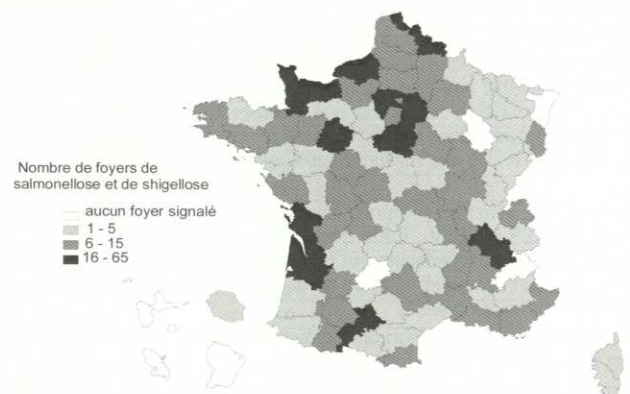 Nombre de foyers de
salmonellose et de shigellose
aucun foyer signalé
1 - 5
6 - 15
16 - 65